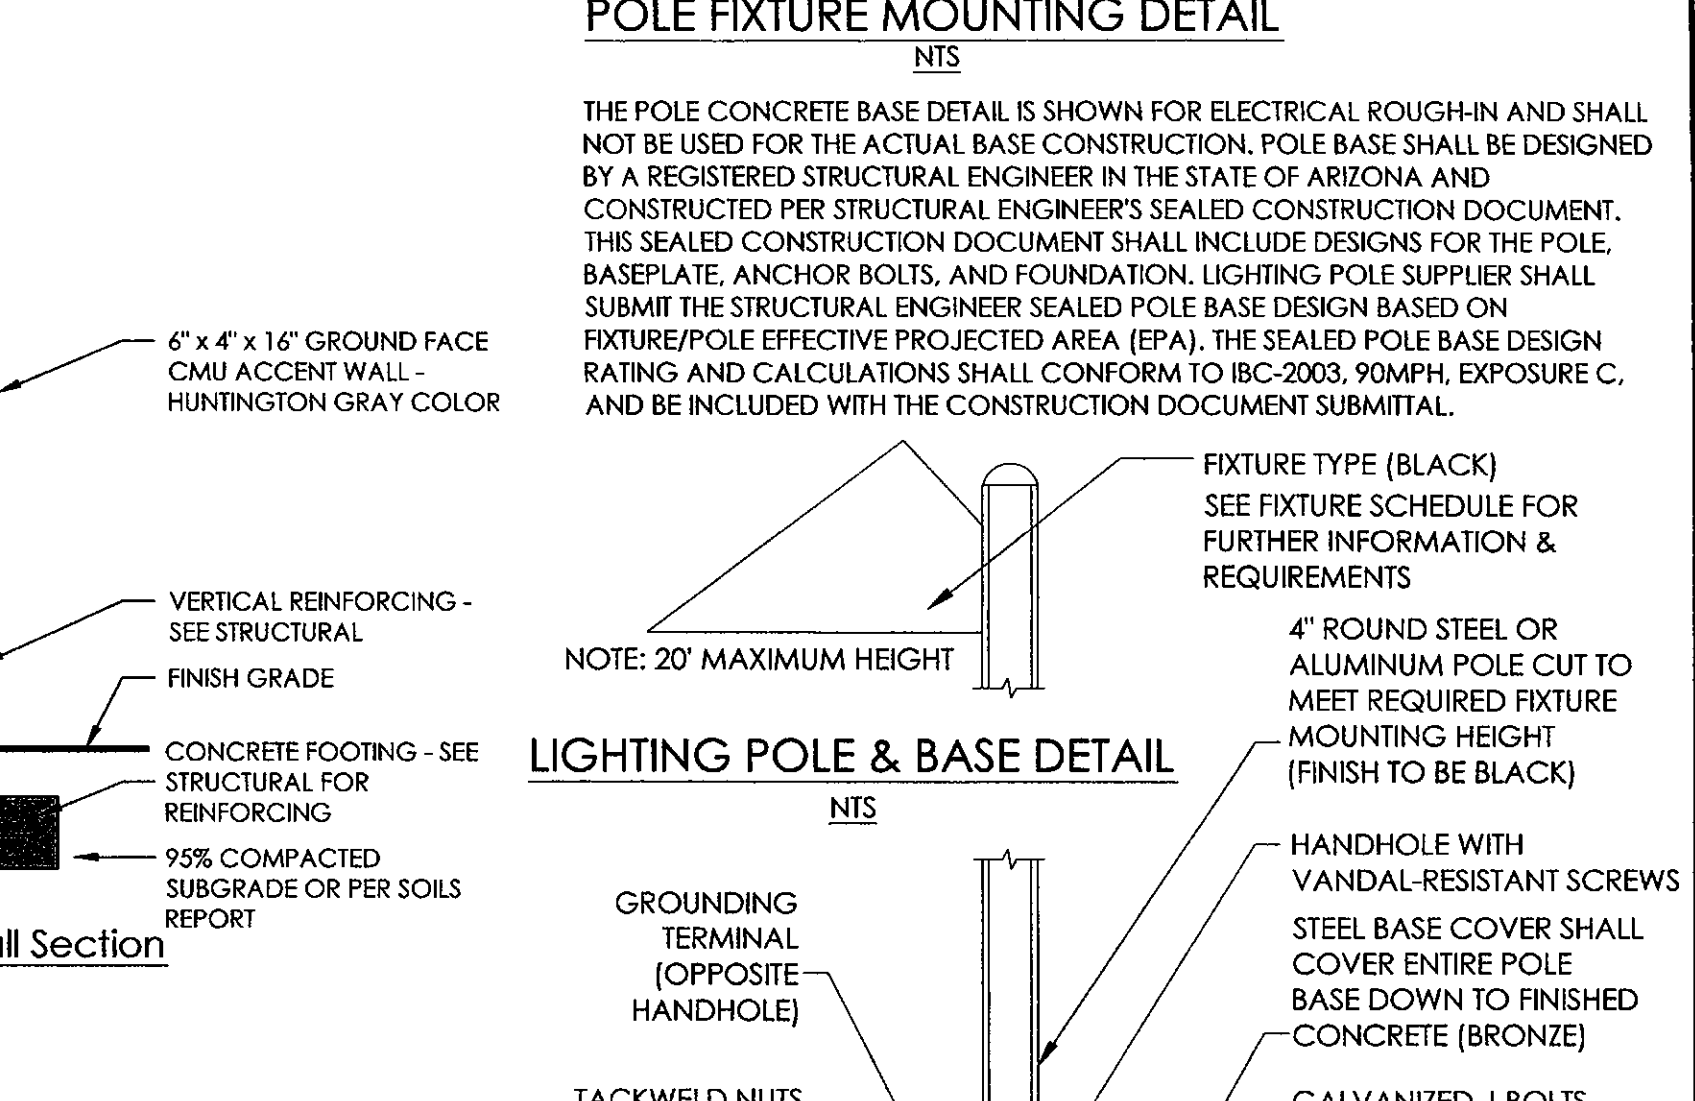 POLE FIXTURE MOUNTING DETAIL
NTS
THE POLE CONCRETE BASE DETAIL IS SHOWN FOR ELECTRICAL ROUGH-IN AND SHALL
NOT BE USED FOR THE ACTUAL BASE CONSTRUCTION. POLE BASE SHALL BE DESIGNED
BY A REGISTERED STRUCTURAL ENGINEER IN THE STATE OF ARIZONA AND
CONSTRUCTED PER STRUCTURAL ENGINEER'S SEALED CONSTRUCTION DOCUMENT.
THIS SEALED CONSTRUCTION DOCUMENT SHALL INCLUDE DESIGNS FOR THE POLE,
BASEPLATE, ANCHOR BOLTS, AND FOUNDATION. LIGHTING POLE SUPPLIER SHALL
SUBMIT THE STRUCTURAL ENGINEER SEALED POLE BASE DESIGN BASED ON
FIXTURE/POLE EFFECTIVE PROJECTED AREA (EPA). THE SEALED POLE BASE DESIGN
RATING AND CALCULATIONS SHALL CONFORM TO IBC-2003, 90MPH, EXPOSURE C,
AND BE INCLUDED WITH THE CONSTRUCTION DOCUMENT SUBMITTAL.
6" x 4" x 16" GROUND FACE
CMU ACCENT WALL -
HUNTINGTON GRAY COLOR
VERTICAL REINFORCING -
SEE STRUCTURAL
FINISH GRADE
CONCRETE FOOTING - SEE
STRUCTURAL FOR
REINFORCING
95% COMPACTED
SUBGRADE OR PER SOILS
REPORT
all Section
FIXTURE TYPE (BLACK)
SEE FIXTURE SCHEDULE FOR
FURTHER INFORMATION &
REQUIREMENTS
NOTE: 20' MAXIMUM HEIGHT
4" ROUND STEEL OR
ALUMINUM POLE CUT TO
MEET REQUIRED FIXTURE
MOUNTING HEIGHT
(FINISH TO BE BLACK)
LIGHTING POLE & BASE DETAIL
NTS
HANDHOLE WITH
VANDAL-RESISTANT SCREWS
GROUNDING
TERMINAL
(OPPOSITE
HANDHOLE)
STEEL BASE COVER SHALL
COVER ENTIRE POLE
BASE DOWN TO FINISHED
CONCRETE (BRONZE)
TACKWELD NUTS
GALVANIZED J-BOLTS